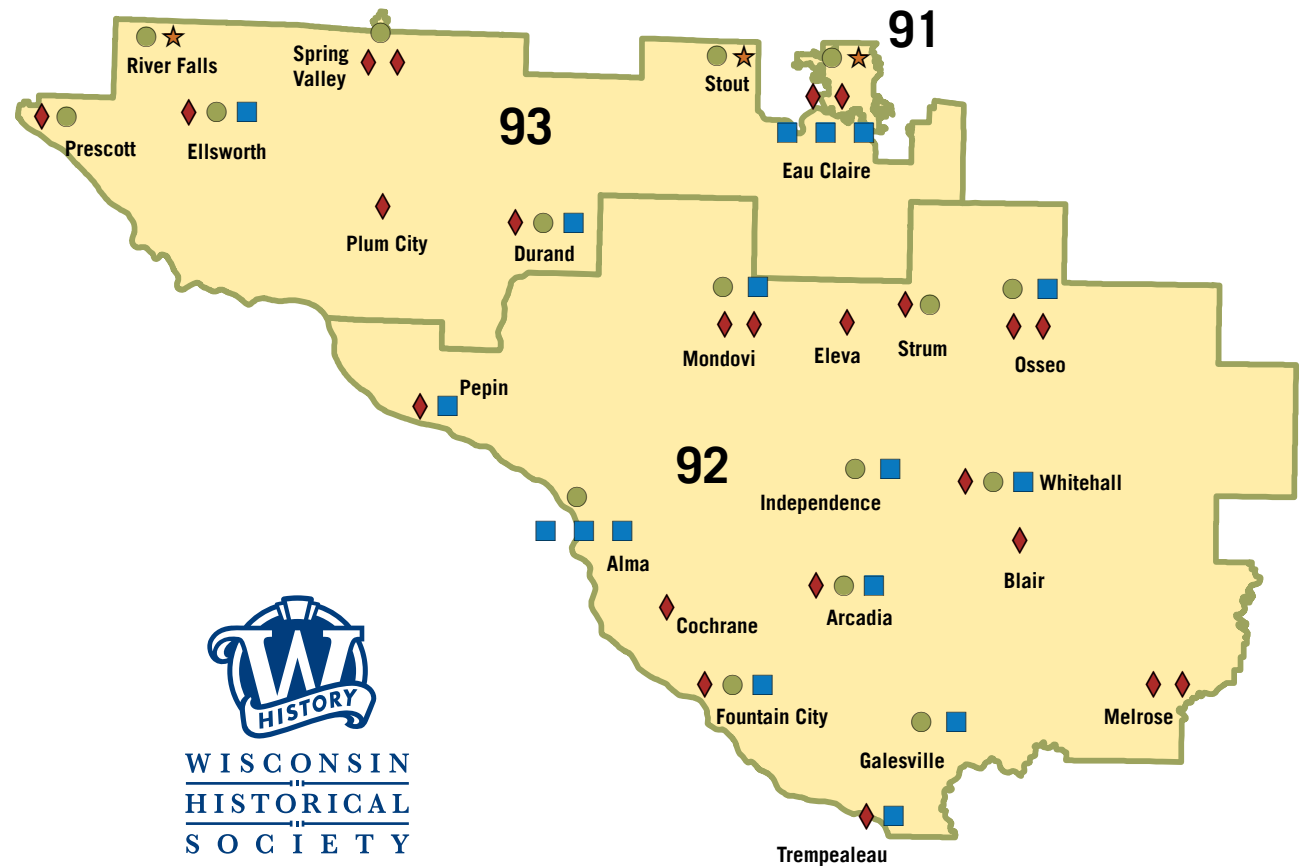 91
River Falls
Spring
Valley
Stout
93
Prescott
Ellsworth
Eau Claire
Plum City
Durand
Mondovi
Eleva
Strum
Osseo
Pepin
92
Independence
Whitehall
Alma
Blair
Cochrane
Arcadia
Fountain City
Melrose
Galesville
Trempealeau
W
HISTORY
WISCONSIN
HISTORICAL
SOCIETY